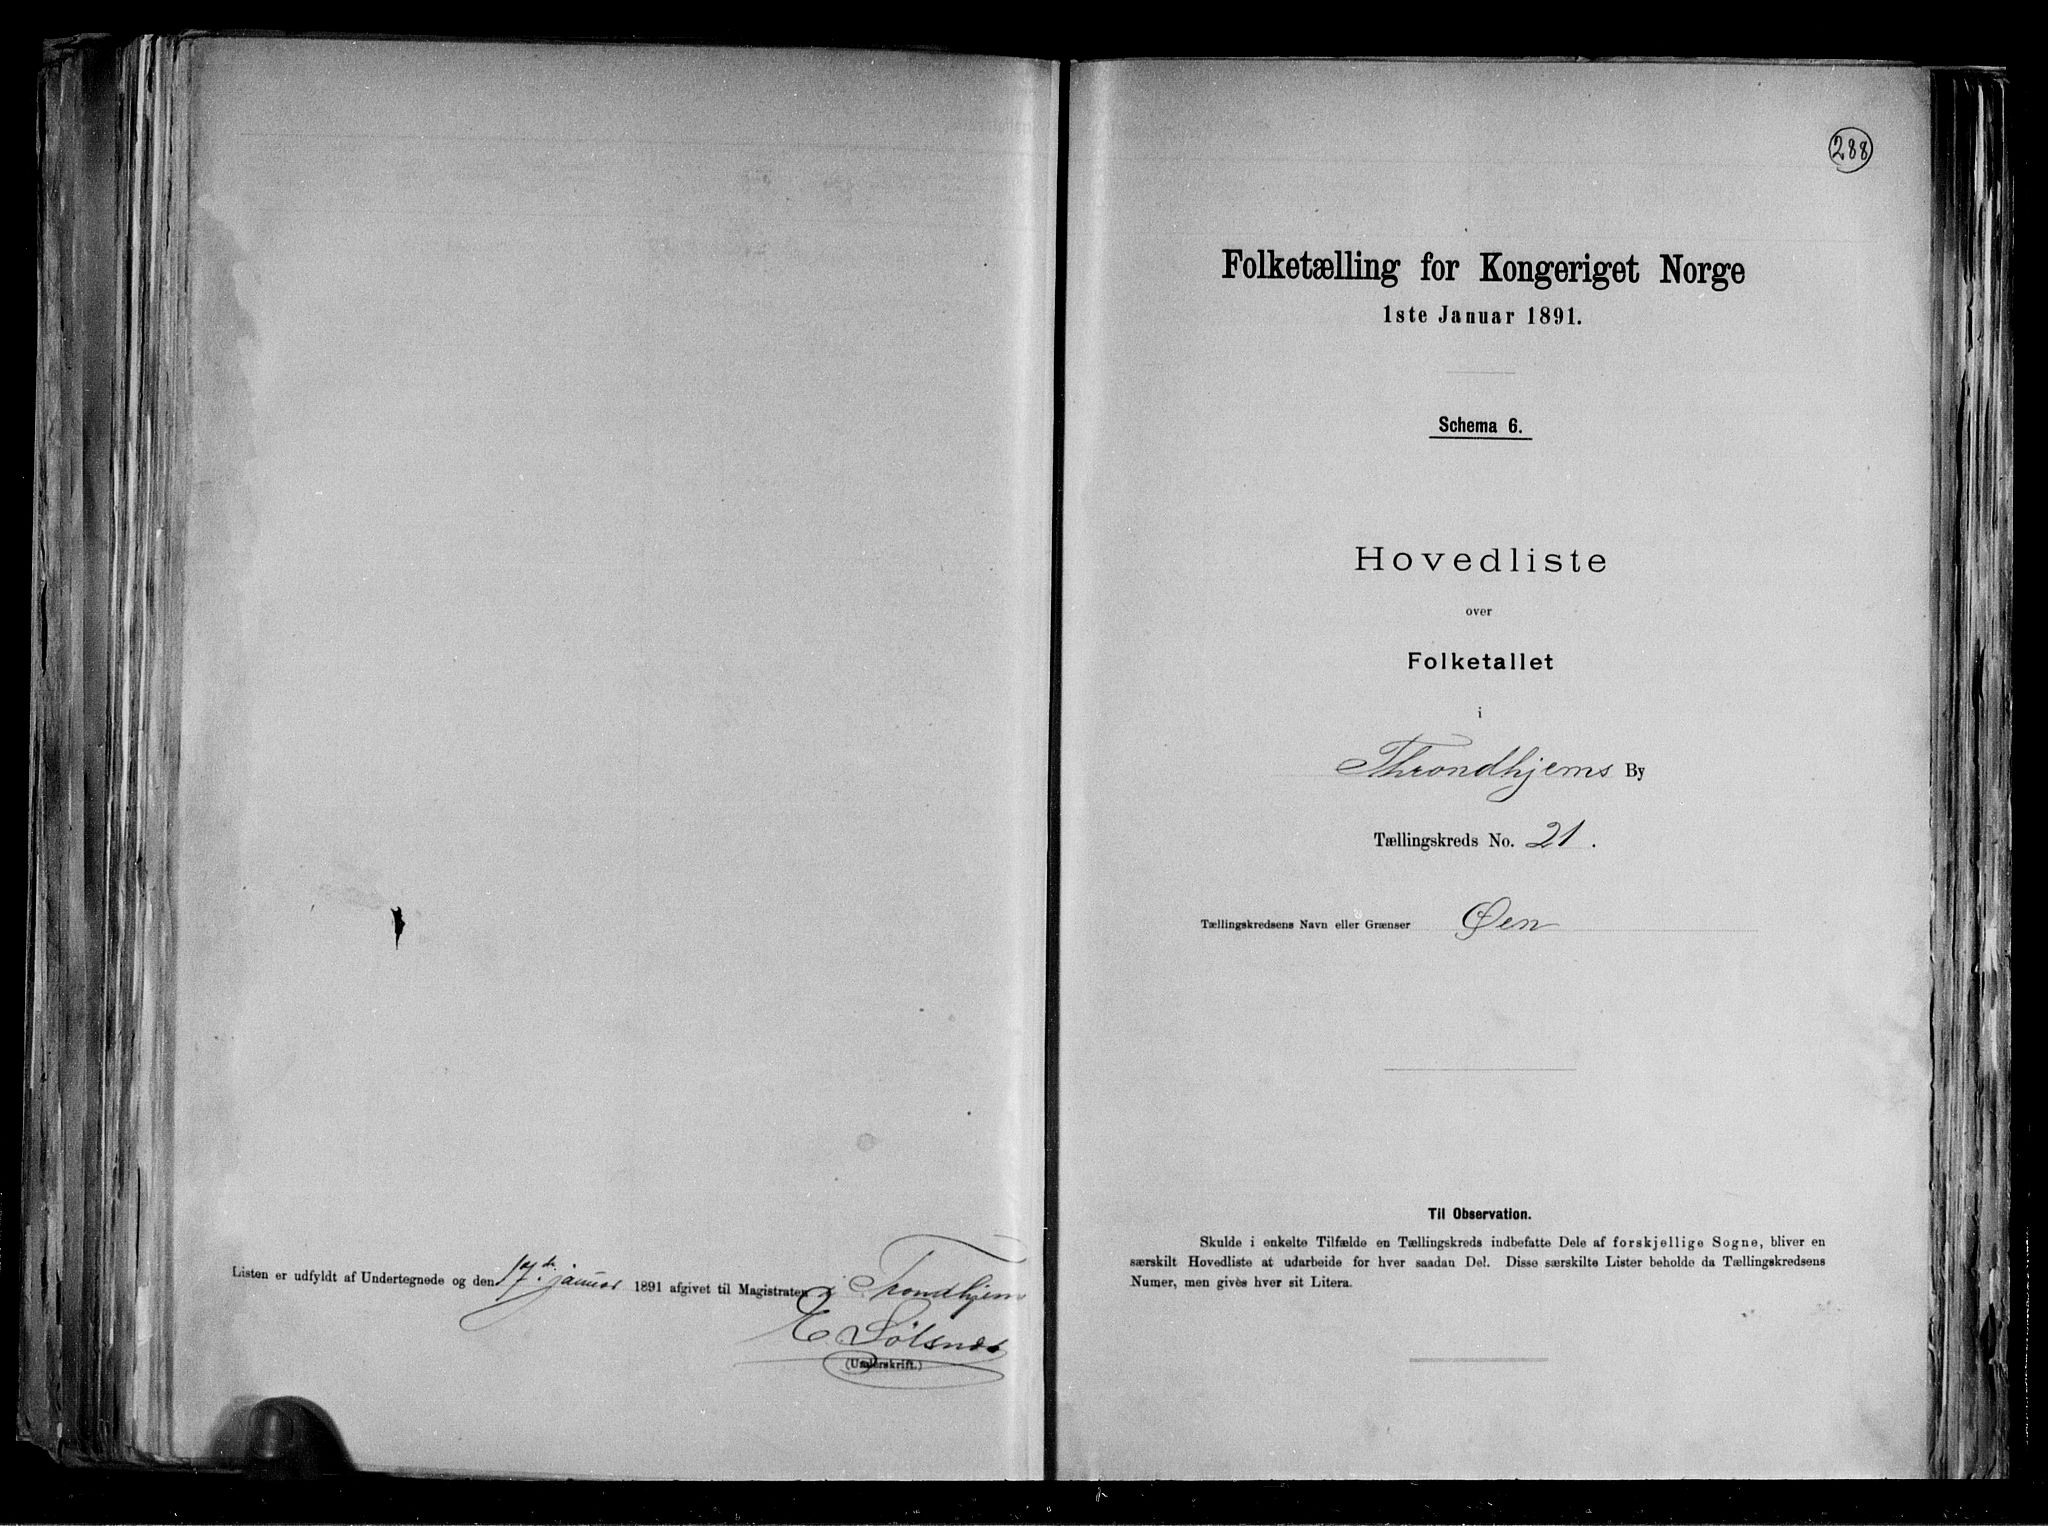 Listen er udfyldt af Undertegnede og den januar 1891 afgivet til Magistraten i Trondhjem
E Sølsnæs
(Underskrift.)
288
Folketælling for Kongeriget Norge
1ste Januar 1891.
Schema 6.
Hovedliste
over
Folketallet
i
Throndhjems By
Tællingskreds No. 21.
Tællingskredsens Navn eller Grænser Øen
Til Observation.
Skulde i enkelte Tilfælde en Tællingskreds indbefatte Dele af forskjellige Sogne, bliver en
særskilt Hovedliste at udarbeide for hver saadan Del. Disse særskilte Lister beholde da Tællingskredsens
Numer, men givès hver sit Litera.